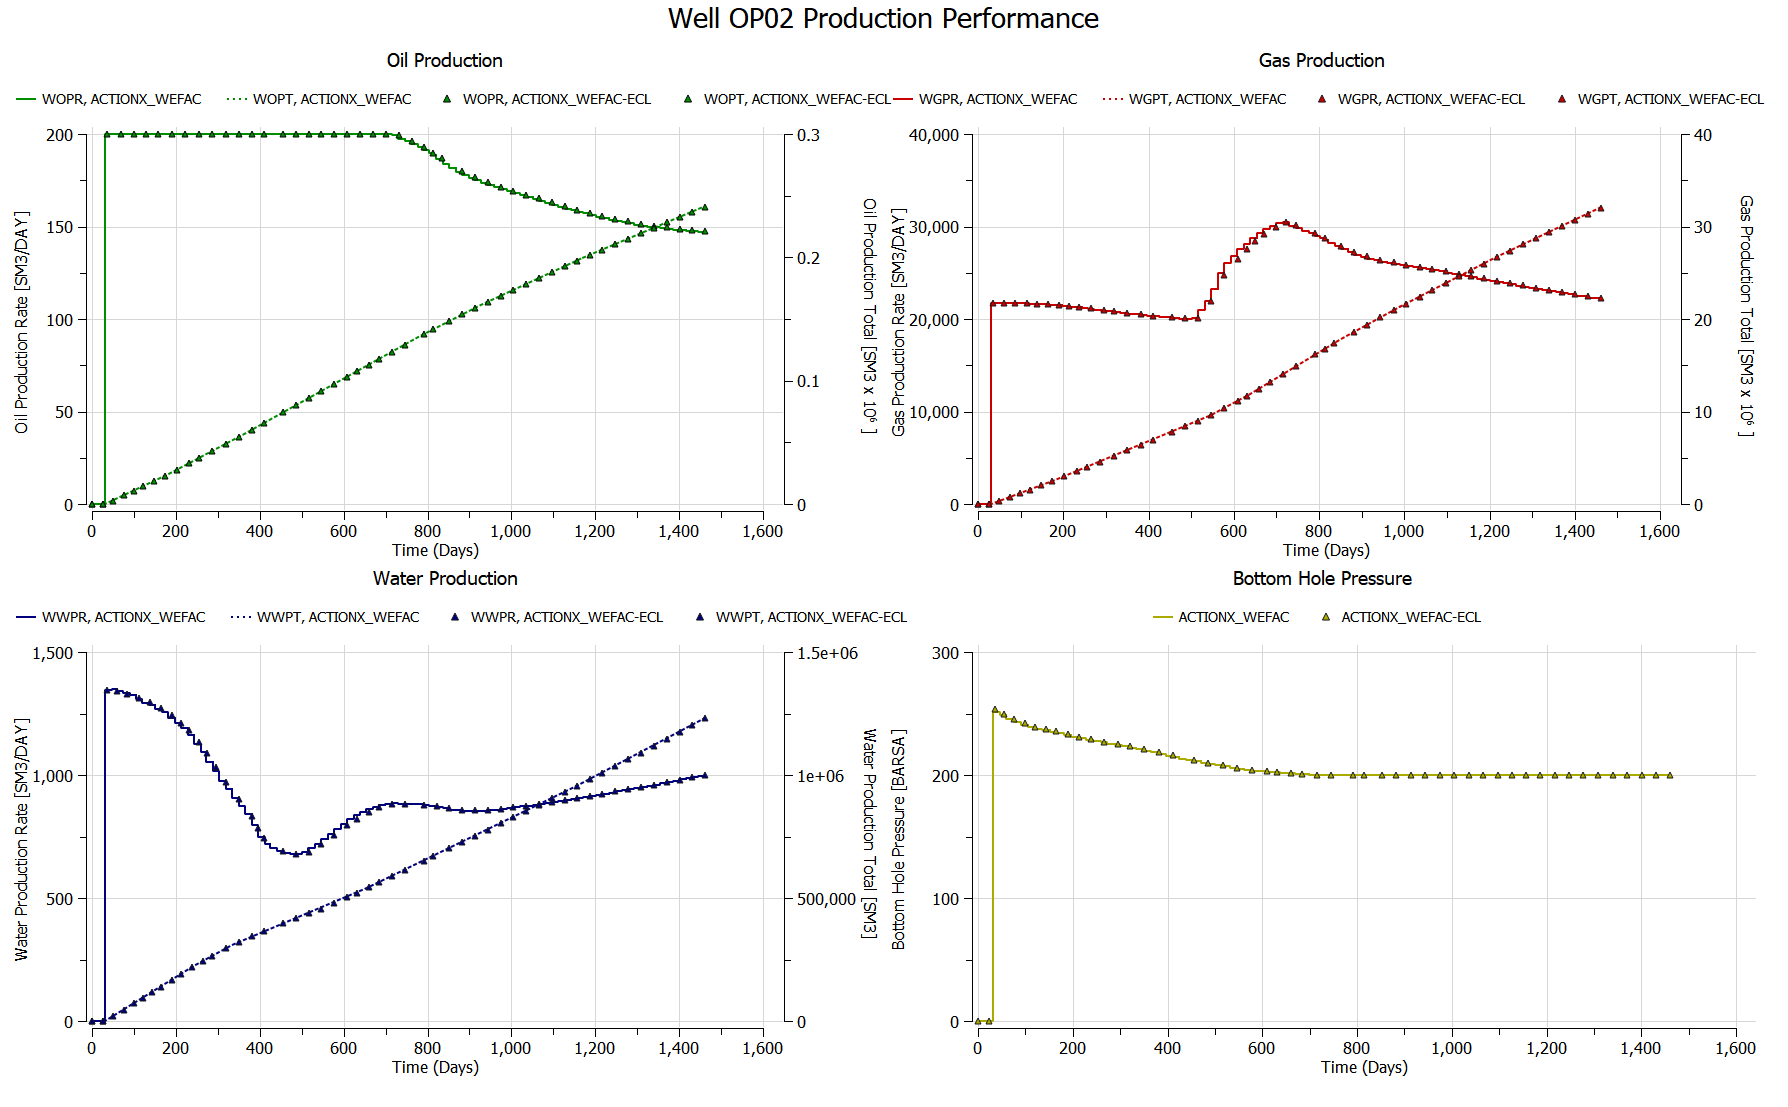 Well OP02 Production Performance
Oil Production
WOPR, ACTIONX_WEFAC
WOPT, ACTIONX_WEFAC
WOPR, ACTIONX_WEFAC-ECL
WOPT, ACTIONX_WEFAC-ECL
200
150
100
50
0
0.3
0.2
0.1
0
Oil Production Rate [SM3/DAY]
Oil Production Total [SM3 x 10⁶ ]
0 200 400 600 800 1,000 1,200 1,400 1,600
Time (Days)
Gas Production
WGPR, ACTIONX_WEFAC
WGPT, ACTIONX_WEFAC
WGPR, ACTIONX_WEFAC-ECL
WGPT, ACTIONX_WEFAC-ECL
40,000
30,000
20,000
10,000
0
40
30
20
10
0
Gas Production Rate [SM3/DAY]
Gas Production Total [SM3 x 10⁶ ]
0 200 400 600 800 1,000 1,200 1,400 1,600
Time (Days)
Water Production
WWPR, ACTIONX_WEFAC
WWPT, ACTIONX_WEFAC
WWPR, ACTIONX_WEFAC-ECL
WWPT, ACTIONX_WEFAC-ECL
1,500
1,000
500
0
1.5e+06
1e+06
500,000
0
Water Production Rate [SM3/DAY]
Water Production Total [SM3]
0 200 400 600 800 1,000 1,200 1,400 1,600
Time (Days)
Bottom Hole Pressure
ACTIONX_WEFAC
ACTIONX_WEFAC-ECL
300
200
100
0
Bottom Hole Pressure [BARSA]
0 200 400 600 800 1,000 1,200 1,400 1,600
Time (Days)